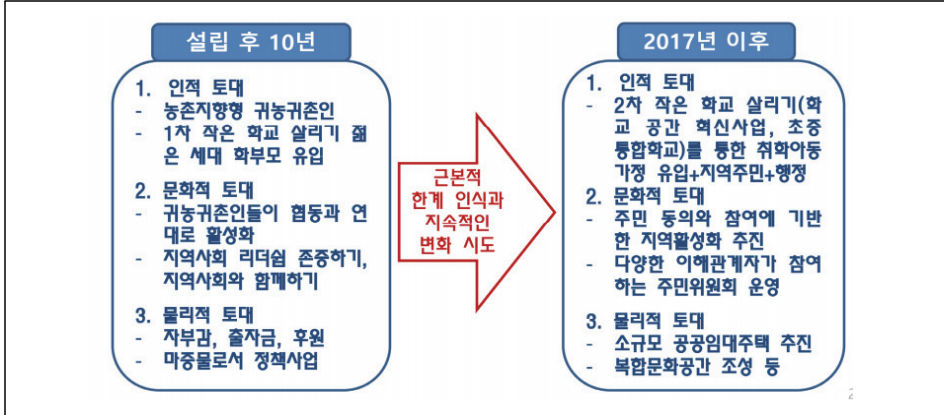 설립 후 10년
1. 인적 토대
- 농촌지향형 귀농귀촌인
- 1차 작은 학교 살리기 젊
은 세대 학부모 유입
2. 문화적 토대
- 귀농귀촌인들이 협동과 연
대로 활성화
- 지역사회 리더쉽 존중하기,
지역사회와 함께하기
3. 물리적 토대
- 자부감, 출자금, 후원
- 마중물로서 정책사업
근본적
한계 인식과
지속적인
변화 시도
2017년 이후
1. 인적 토대
- 2차 작은 학교 살리기(학
교 공간 혁신사업, 초중
통합학교)를 통한 취학아동
가정 유입+지역주민+행정
2. 문화적 토대
- 주민 동의와 참여에 기반
한 지역활성화 추진
- 다양한 이해관계자가 참여
하는 주민위원회 운영
3. 물리적 토대
- 소규모 공공임대주택 추진
- 복합문화공간 조성 등